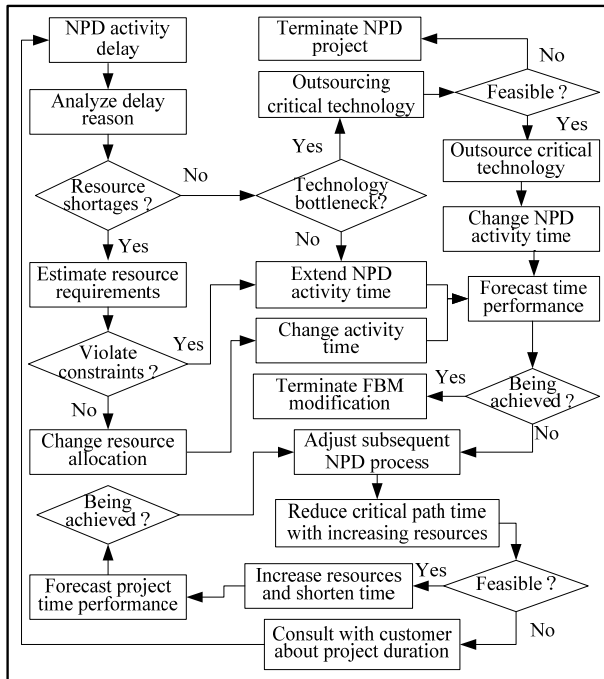 NPD activity
delay
Analyze delay
reason
Resource
shortages ?
No
Yes
Estimate resource
requirements
Violate
constraints ?
Yes
No
Change resource
allocation
Being
achieved ?
Forecast project
time performance
Terminate NPD
project
Outsourcing
critical technology
Yes
Technology
bottleneck?
No
Extend NPD
activity time
Change activity
time
Terminate FBM
modification
Yes
Adjust subsequent
NPD process
Reduce critical path time
with increasing resources
Increase resources
and shorten time
Yes
Consult with customer
about project duration
No
Feasible ?
Yes
Outsource critical
technology
Change NPD
activity time
Forecast time
performance
Being
achieved ?
No
Feasible ?
No